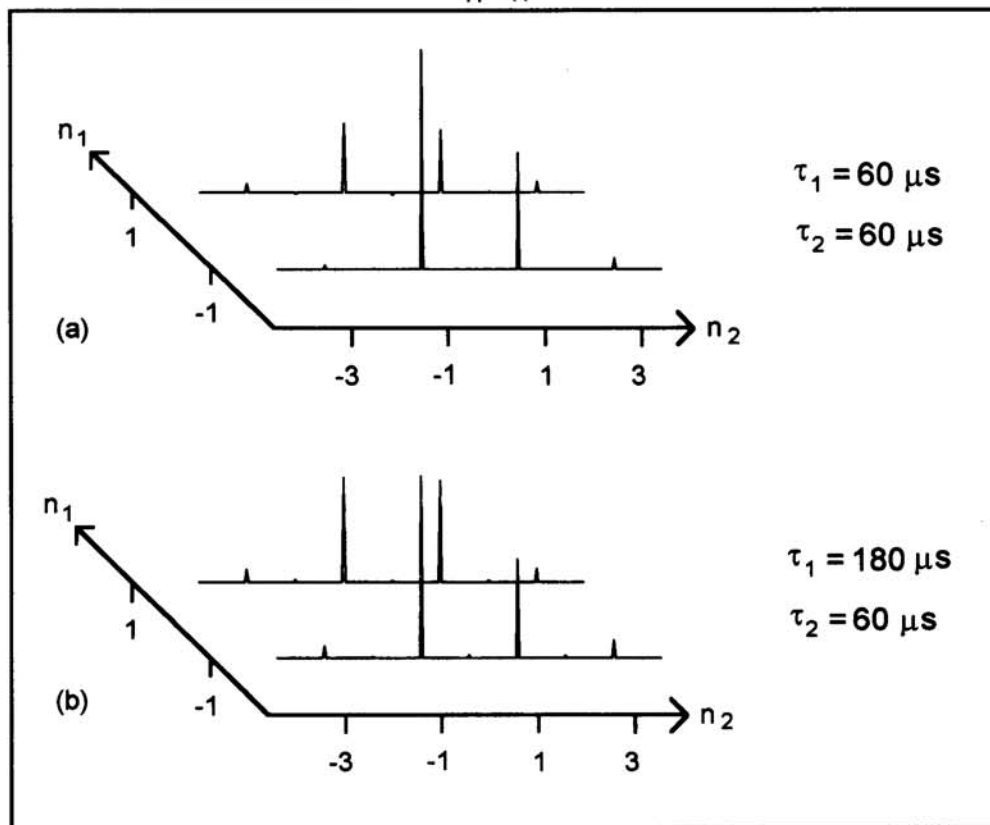 n₁
1
-1
(a)
-3 -1 1 3
n₂
τ₁ = 60 μs
τ₂ = 60 μs
n₁
1
-1
(b)
-3 -1 1 3
n₂
τ₁ = 180 μs
τ₂ = 60 μs